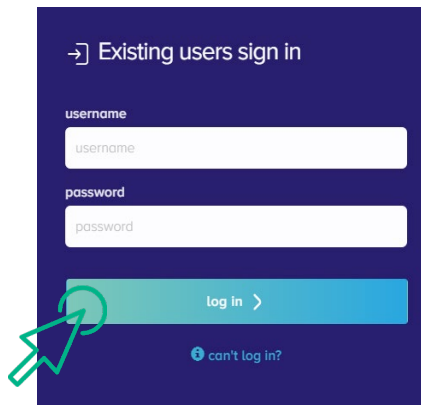 Existing users sign in
username
username
password
password
log in
can't log in?